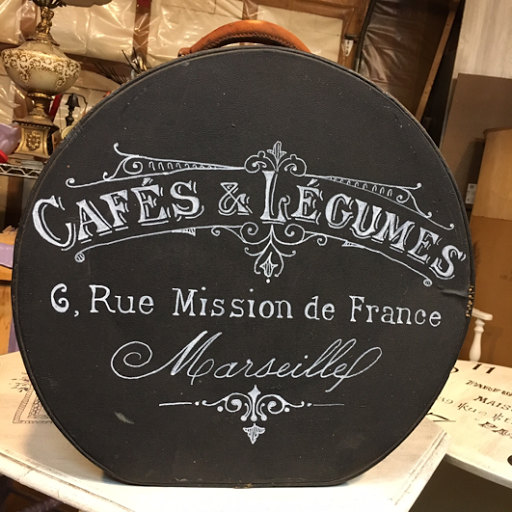 CAFÉS & LÉGUMES
6, Rue Mission de France
Marseille